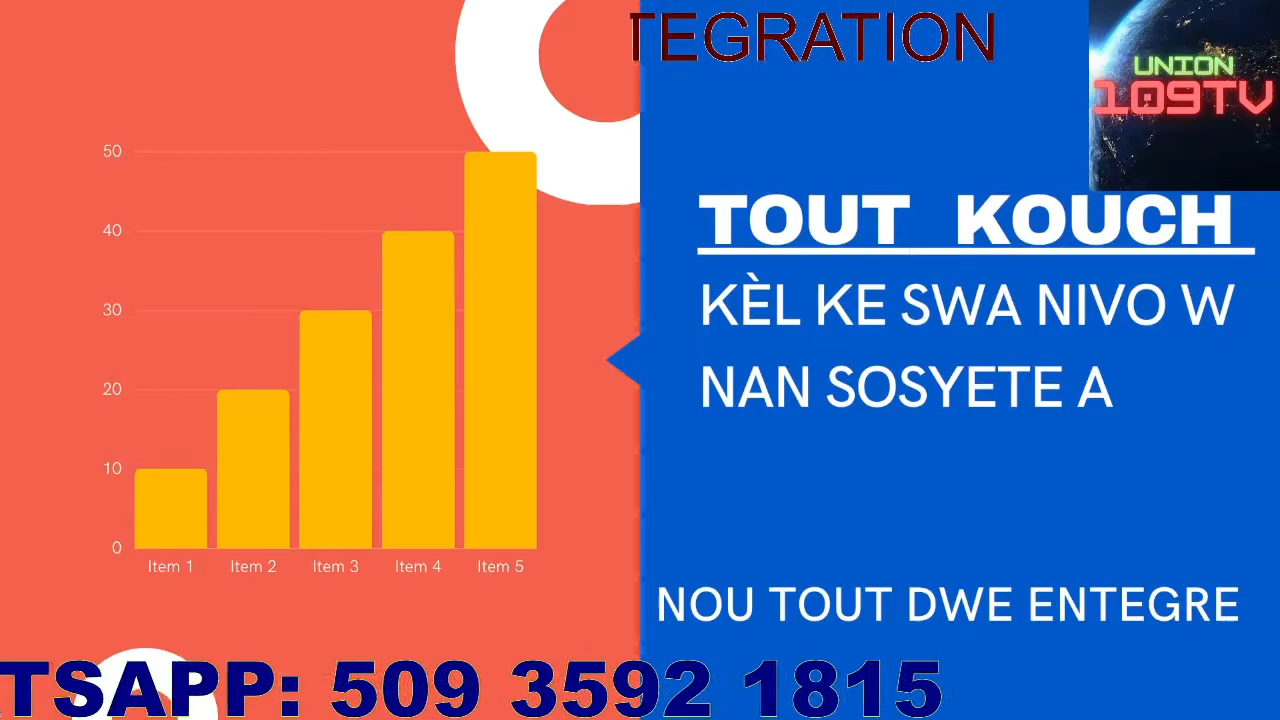 TEGRATION
UNION
109TV
TOUT KOUCH
KÈL KE SWA NIVO W
NAN SOSYETE A
50
40
30
20
10
0
Item 1 Item 2 Item 3 Item 4 Item 5
NOU TOUT DWE ENTEGRE
TSAPP: 509 3592 1815